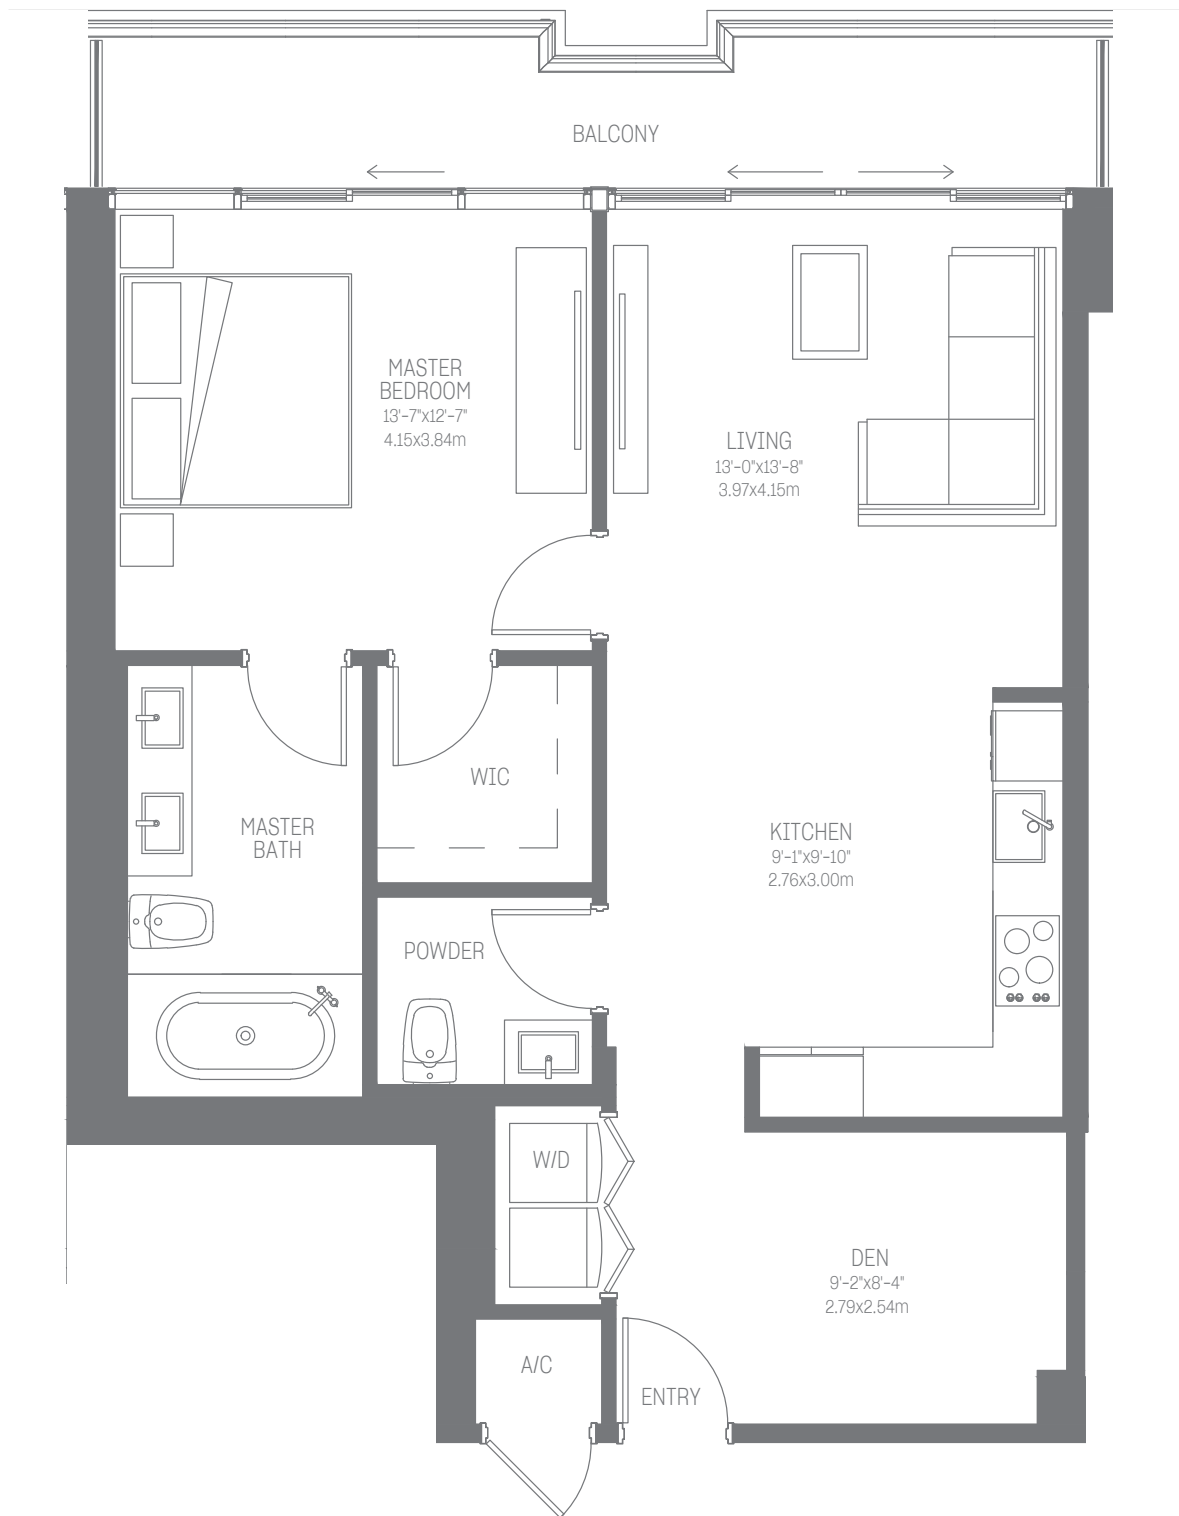 BALCONY
MASTER
BEDROOM
13'-7"x12'-7"
4.15x3.84m
LIVING
13'-0"x13'-8"
3.97x4.15m
WIC
MASTER
BATH
KITCHEN
9'-1"x9'-10"
2.76x3.00m
POWDER
W/D
DEN
9'-2"x8'-4"
2.79x2.54m
A/C
ENTRY